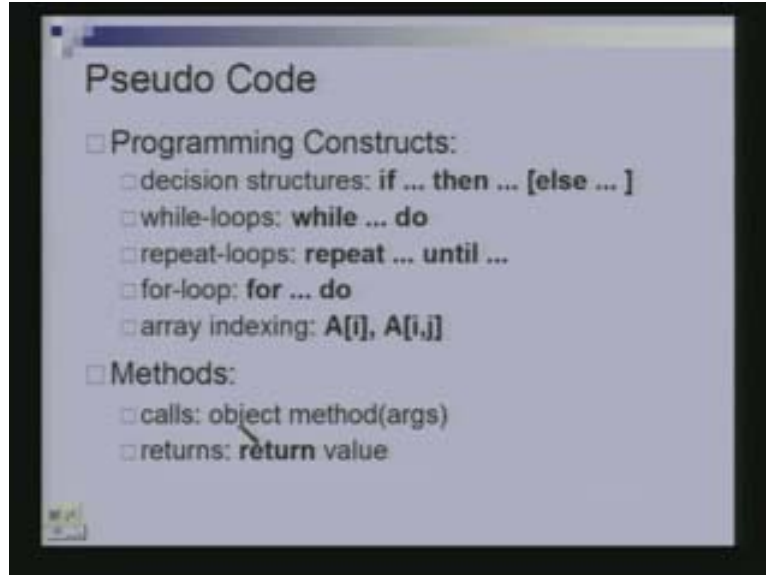 Pseudo Code
Programming Constructs:
decision structures: if ... then ... [else ... ]
while-loops: while ... do
repeat-loops: repeat ... until ...
for-loop: for ... do
array indexing: A[i], A[i,j]
Methods:
calls: object method(args)
returns: return value